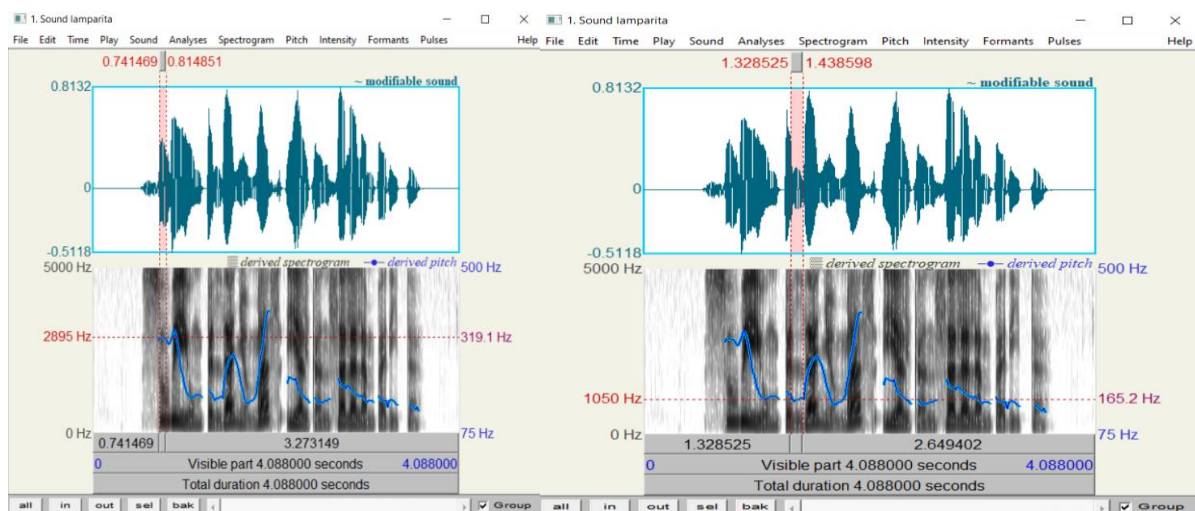 1. Sound lamparita
File Edit Time Play Sound Analyses Spectrogram Pitch Intensity Formants Pulses Help
0.741469 0.814851
~ modifiable sound
0.8132
0
-0.5118
derived spectrogram derived pitch
5000 Hz 500 Hz
2895 Hz 319.1 Hz
0 Hz 75 Hz
0.741469 3.273149
0 Visible part 4.088000 seconds 4.088000
Total duration 4.088000 seconds
all in out sel bak Group
1. Sound lamparita
File Edit Time Play Sound Analyses Spectrogram Pitch Intensity Formants Pulses Help
1.328525 1.438598
~ modifiable sound
0.8132
0
-0.5118
derived spectrogram derived pitch
5000 Hz 500 Hz
1050 Hz 165.2 Hz
0 Hz 75 Hz
1.328525 2.649402
0 Visible part 4.088000 seconds 4.088000
Total duration 4.088000 seconds
all in out sel bak Group